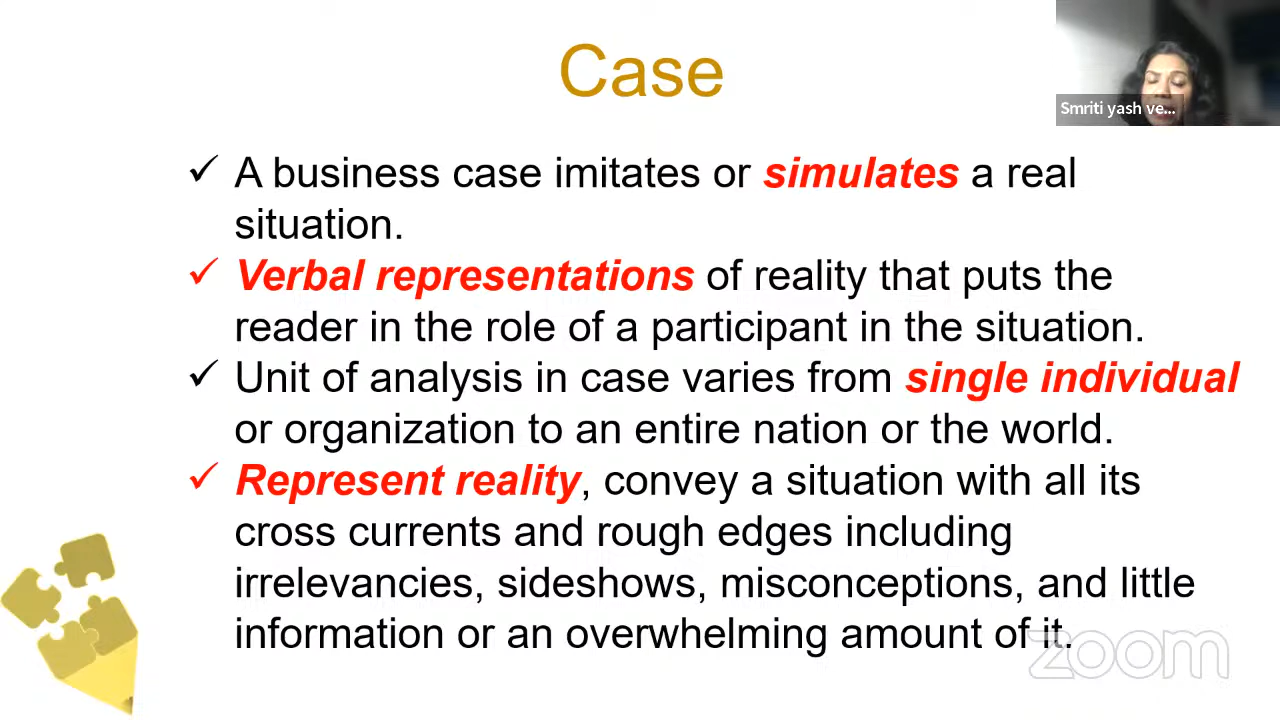 Case
Smriti yash ve...
✓ A business case imitates or simulates a real
situation.
✓ Verbal representations of reality that puts the
reader in the role of a participant in the situation.
✓ Unit of analysis in case varies from single individual
or organization to an entire nation or the world.
✓ Represent reality, convey a situation with all its
cross currents and rough edges including
irrelevancies, sideshows, misconceptions, and little
information or an overwhelming amount of it.
zoom